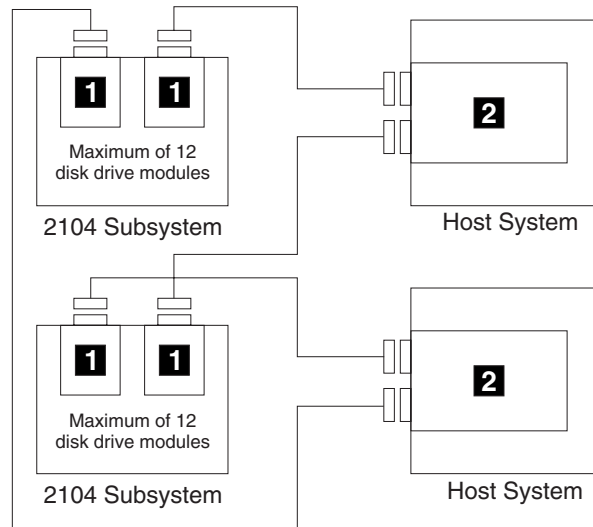 1 1
2
Maximum of 12
disk drive modules
2104 Subsystem
Host System
1 1
2
Maximum of 12
disk drive modules
2104 Subsystem
Host System